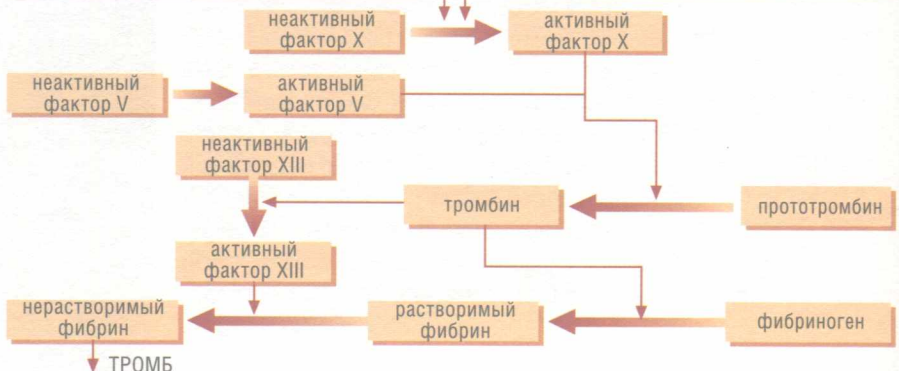 неактивный
фактор X
активный
фактор X
неактивный
фактор V
активный
фактор V
неактивный
фактор XIII
тромбин
прототромбин
активный
фактор XIII
нерастворимый
фибрин
растворимый
фибрин
фибриноген
ТРОМБ